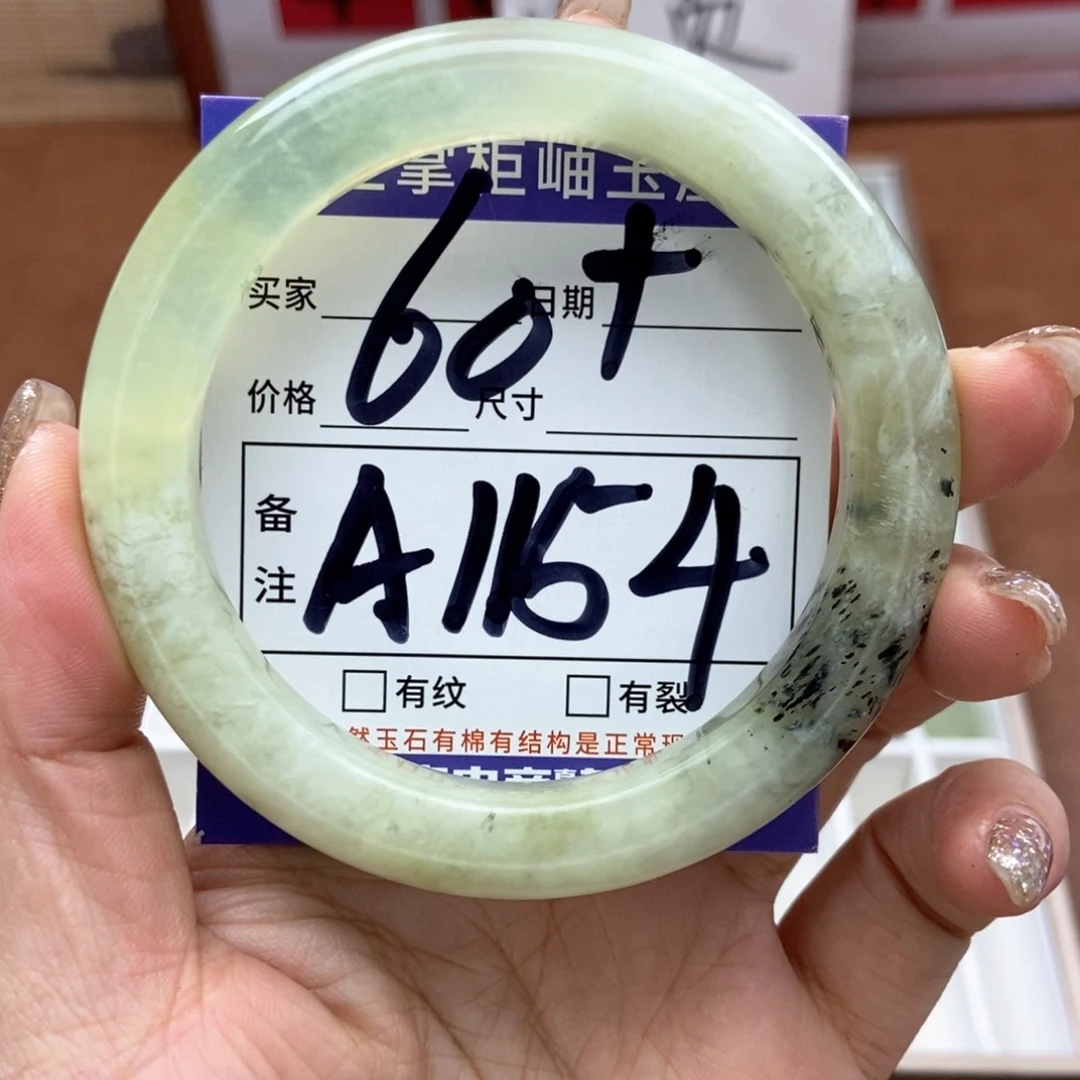 掌柜岫玉
60+
买家 日期
价格 尺寸
备注
A1154
有纹 有裂
然玉石有棉有结构是正常现